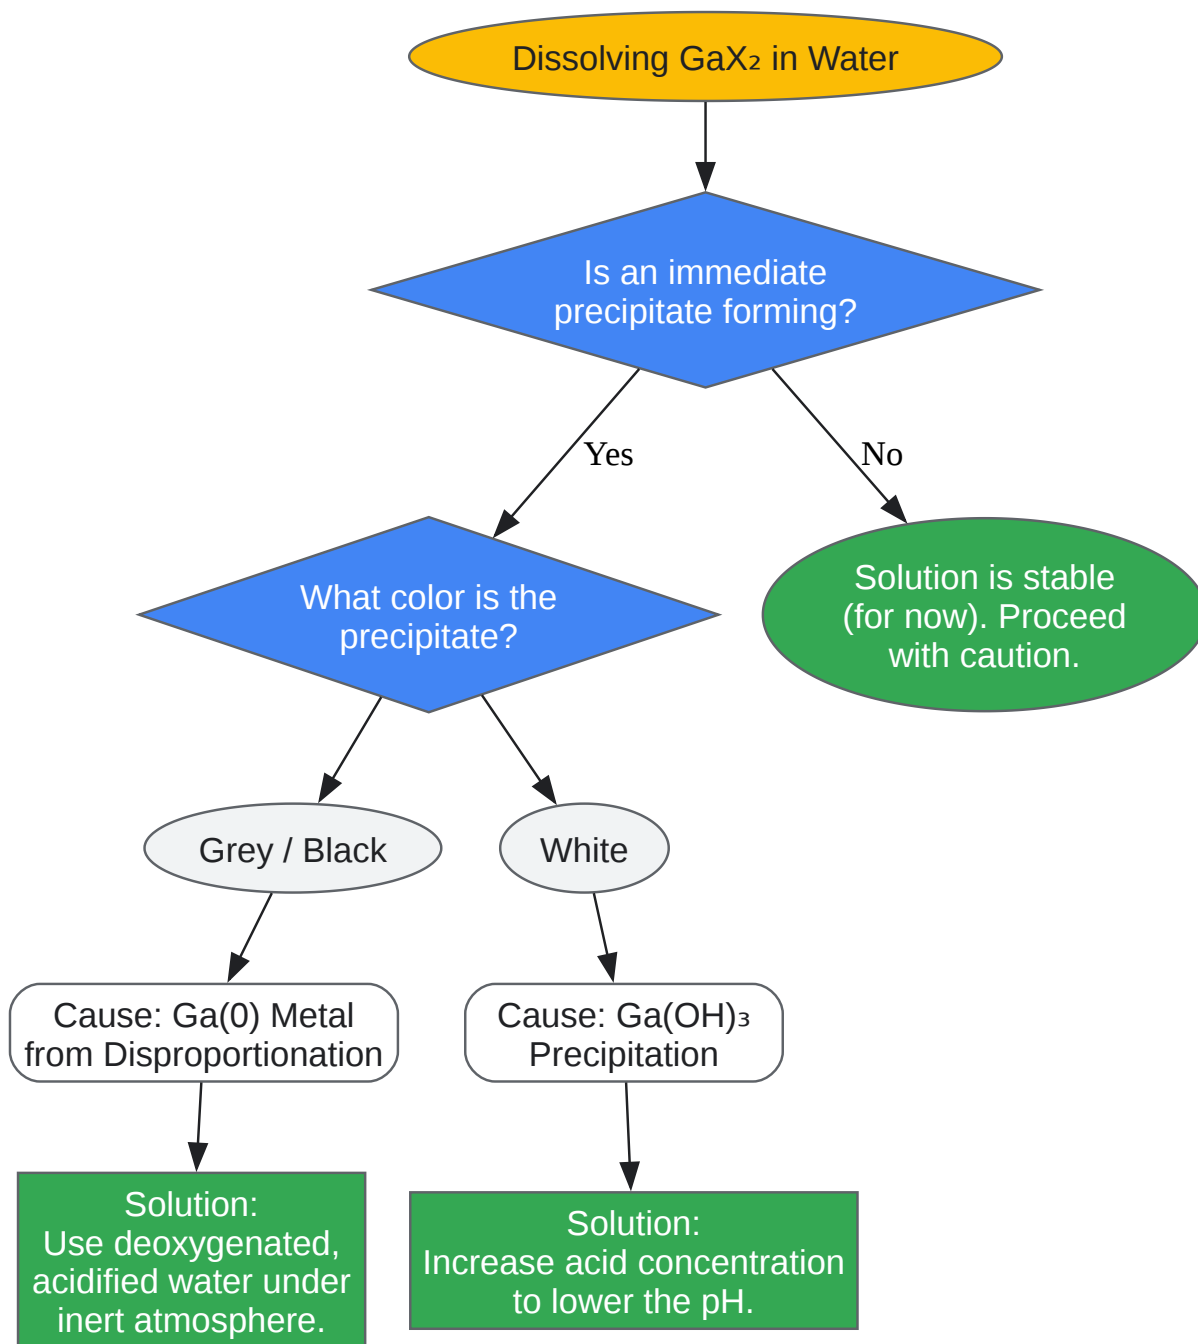 Dissolving GaX₂ in Water
Is an immediate
precipitate forming?
Yes
No
What color is the
precipitate?
Solution is stable
(for now). Proceed
with caution.
Grey / Black
White
Cause: Ga(0) Metal
from Disproportionation
Cause: Ga(OH)₃
Precipitation
Solution:
Use deoxygenated,
acidified water under
inert atmosphere.
Solution:
Increase acid concentration
to lower the pH.